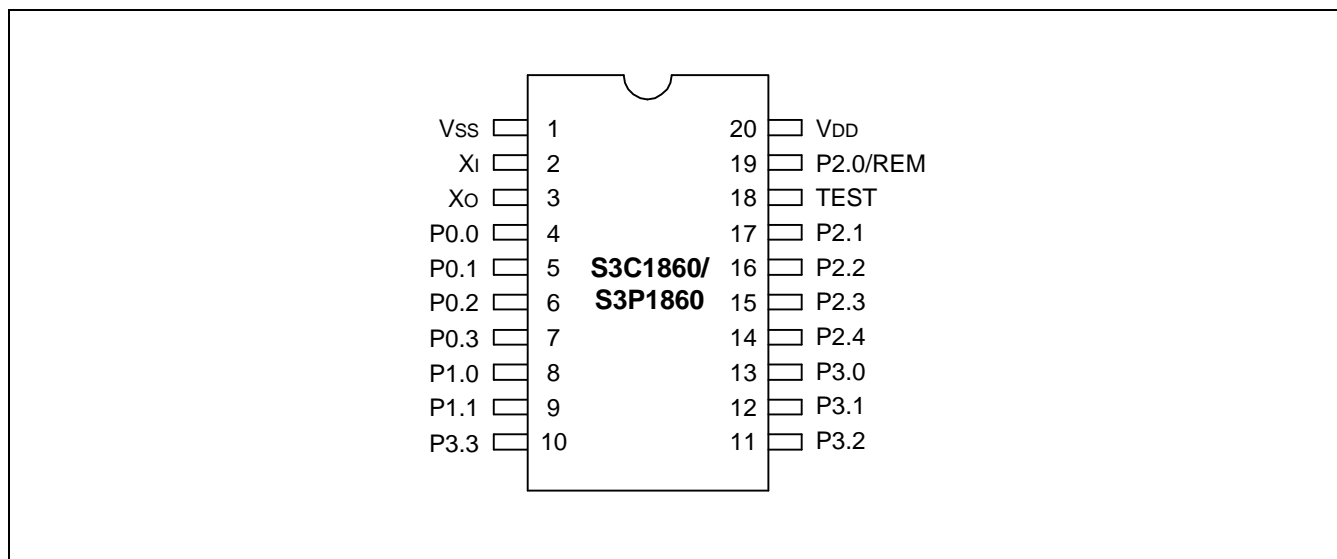 Vss 1 20 VDD
XI 2 19 P2.0/REM
XO 3 18 TEST
P0.0 4 17 P2.1
P0.1 5 S3C1860/ 16 P2.2
P0.2 6 S3P1860 15 P2.3
P0.3 7 14 P2.4
P1.0 8 13 P3.0
P1.1 9 12 P3.1
P3.3 10 11 P3.2